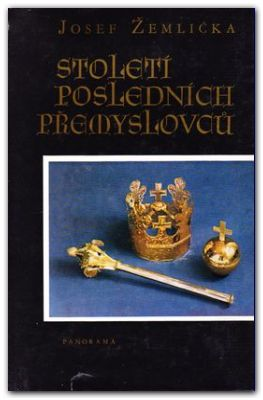 JOSEF ŽEMLIČKA
STOLETÍ
POSLEDNÍCH
PŘEMYSLOVCŮ
PANORAMA